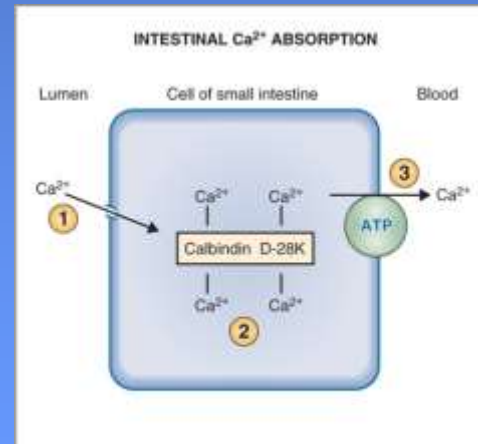 INTESTINAL Ca²⁺ ABSORPTION
Lumen Cell of small intestine Blood
Ca²⁺
1
Ca²⁺ Ca²⁺
3
Ca²⁺
ATP
Calbindin D-28K
Ca²⁺ Ca²⁺
2